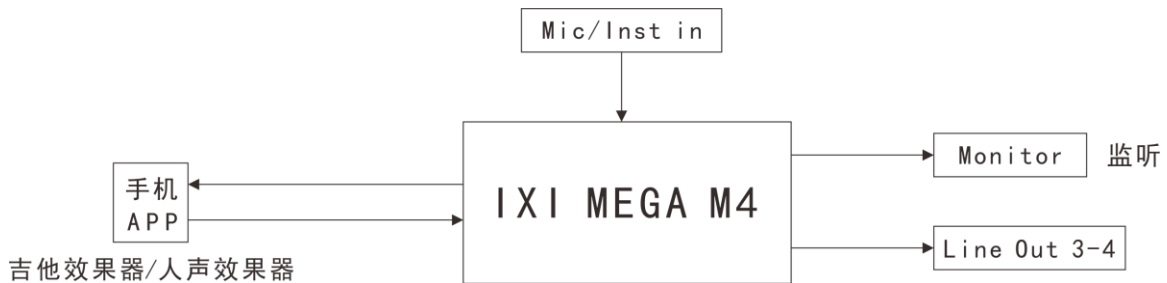 Mic/Inst in
IXI MEGA M4
Monitor 监听
手机
APP
Line Out 3-4
吉他效果器/人声效果器